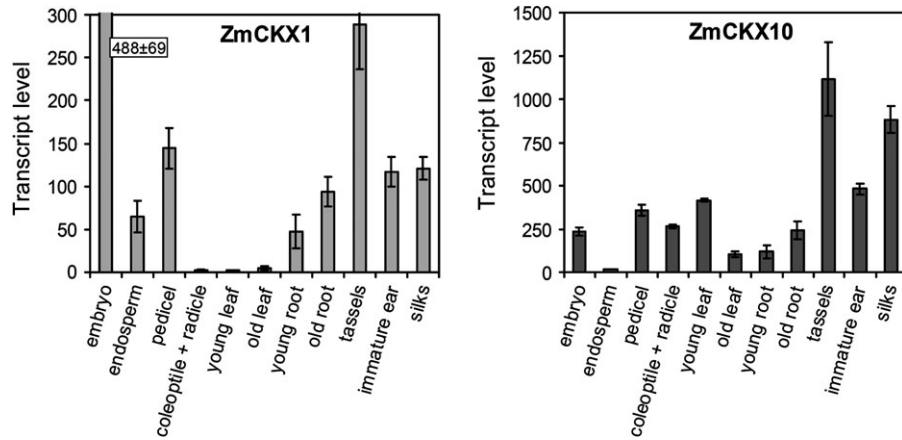 ZmCKX1
Transcript level
300
250
200
150
100
50
0
488±69
embryo
endosperm
pedicel
coleoptile + radicle
young leaf
old leaf
young root
old root
tassels
immature ear
silks
ZmCKX10
Transcript level
1500
1250
1000
750
500
250
0
embryo
endosperm
pedicel
coleoptile + radicle
young leaf
old leaf
young root
old root
tassels
immature ear
silks